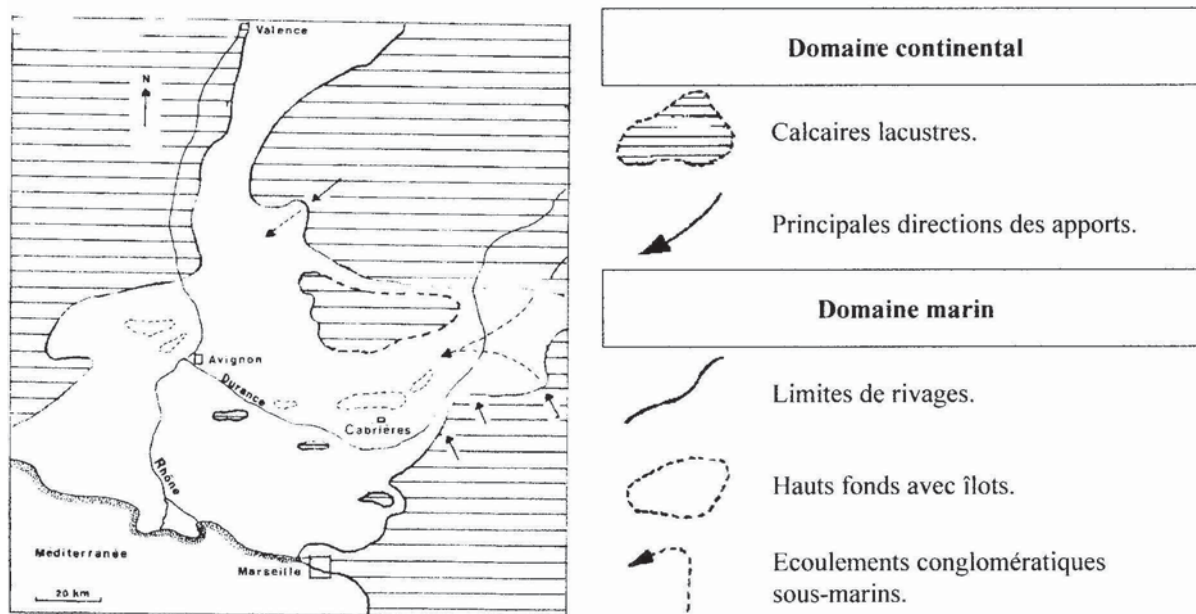 Valence
N
Avignon
Durance
Cabrières
Rhône
Méditerranée
Marseille
20 km
Domaine continental
Calcaires lacustres.
Principales directions des apports.
Domaine marin
Limites de rivages.
Hauts fonds avec îlots.
Ecoulements conglomératiques
sous-marins.